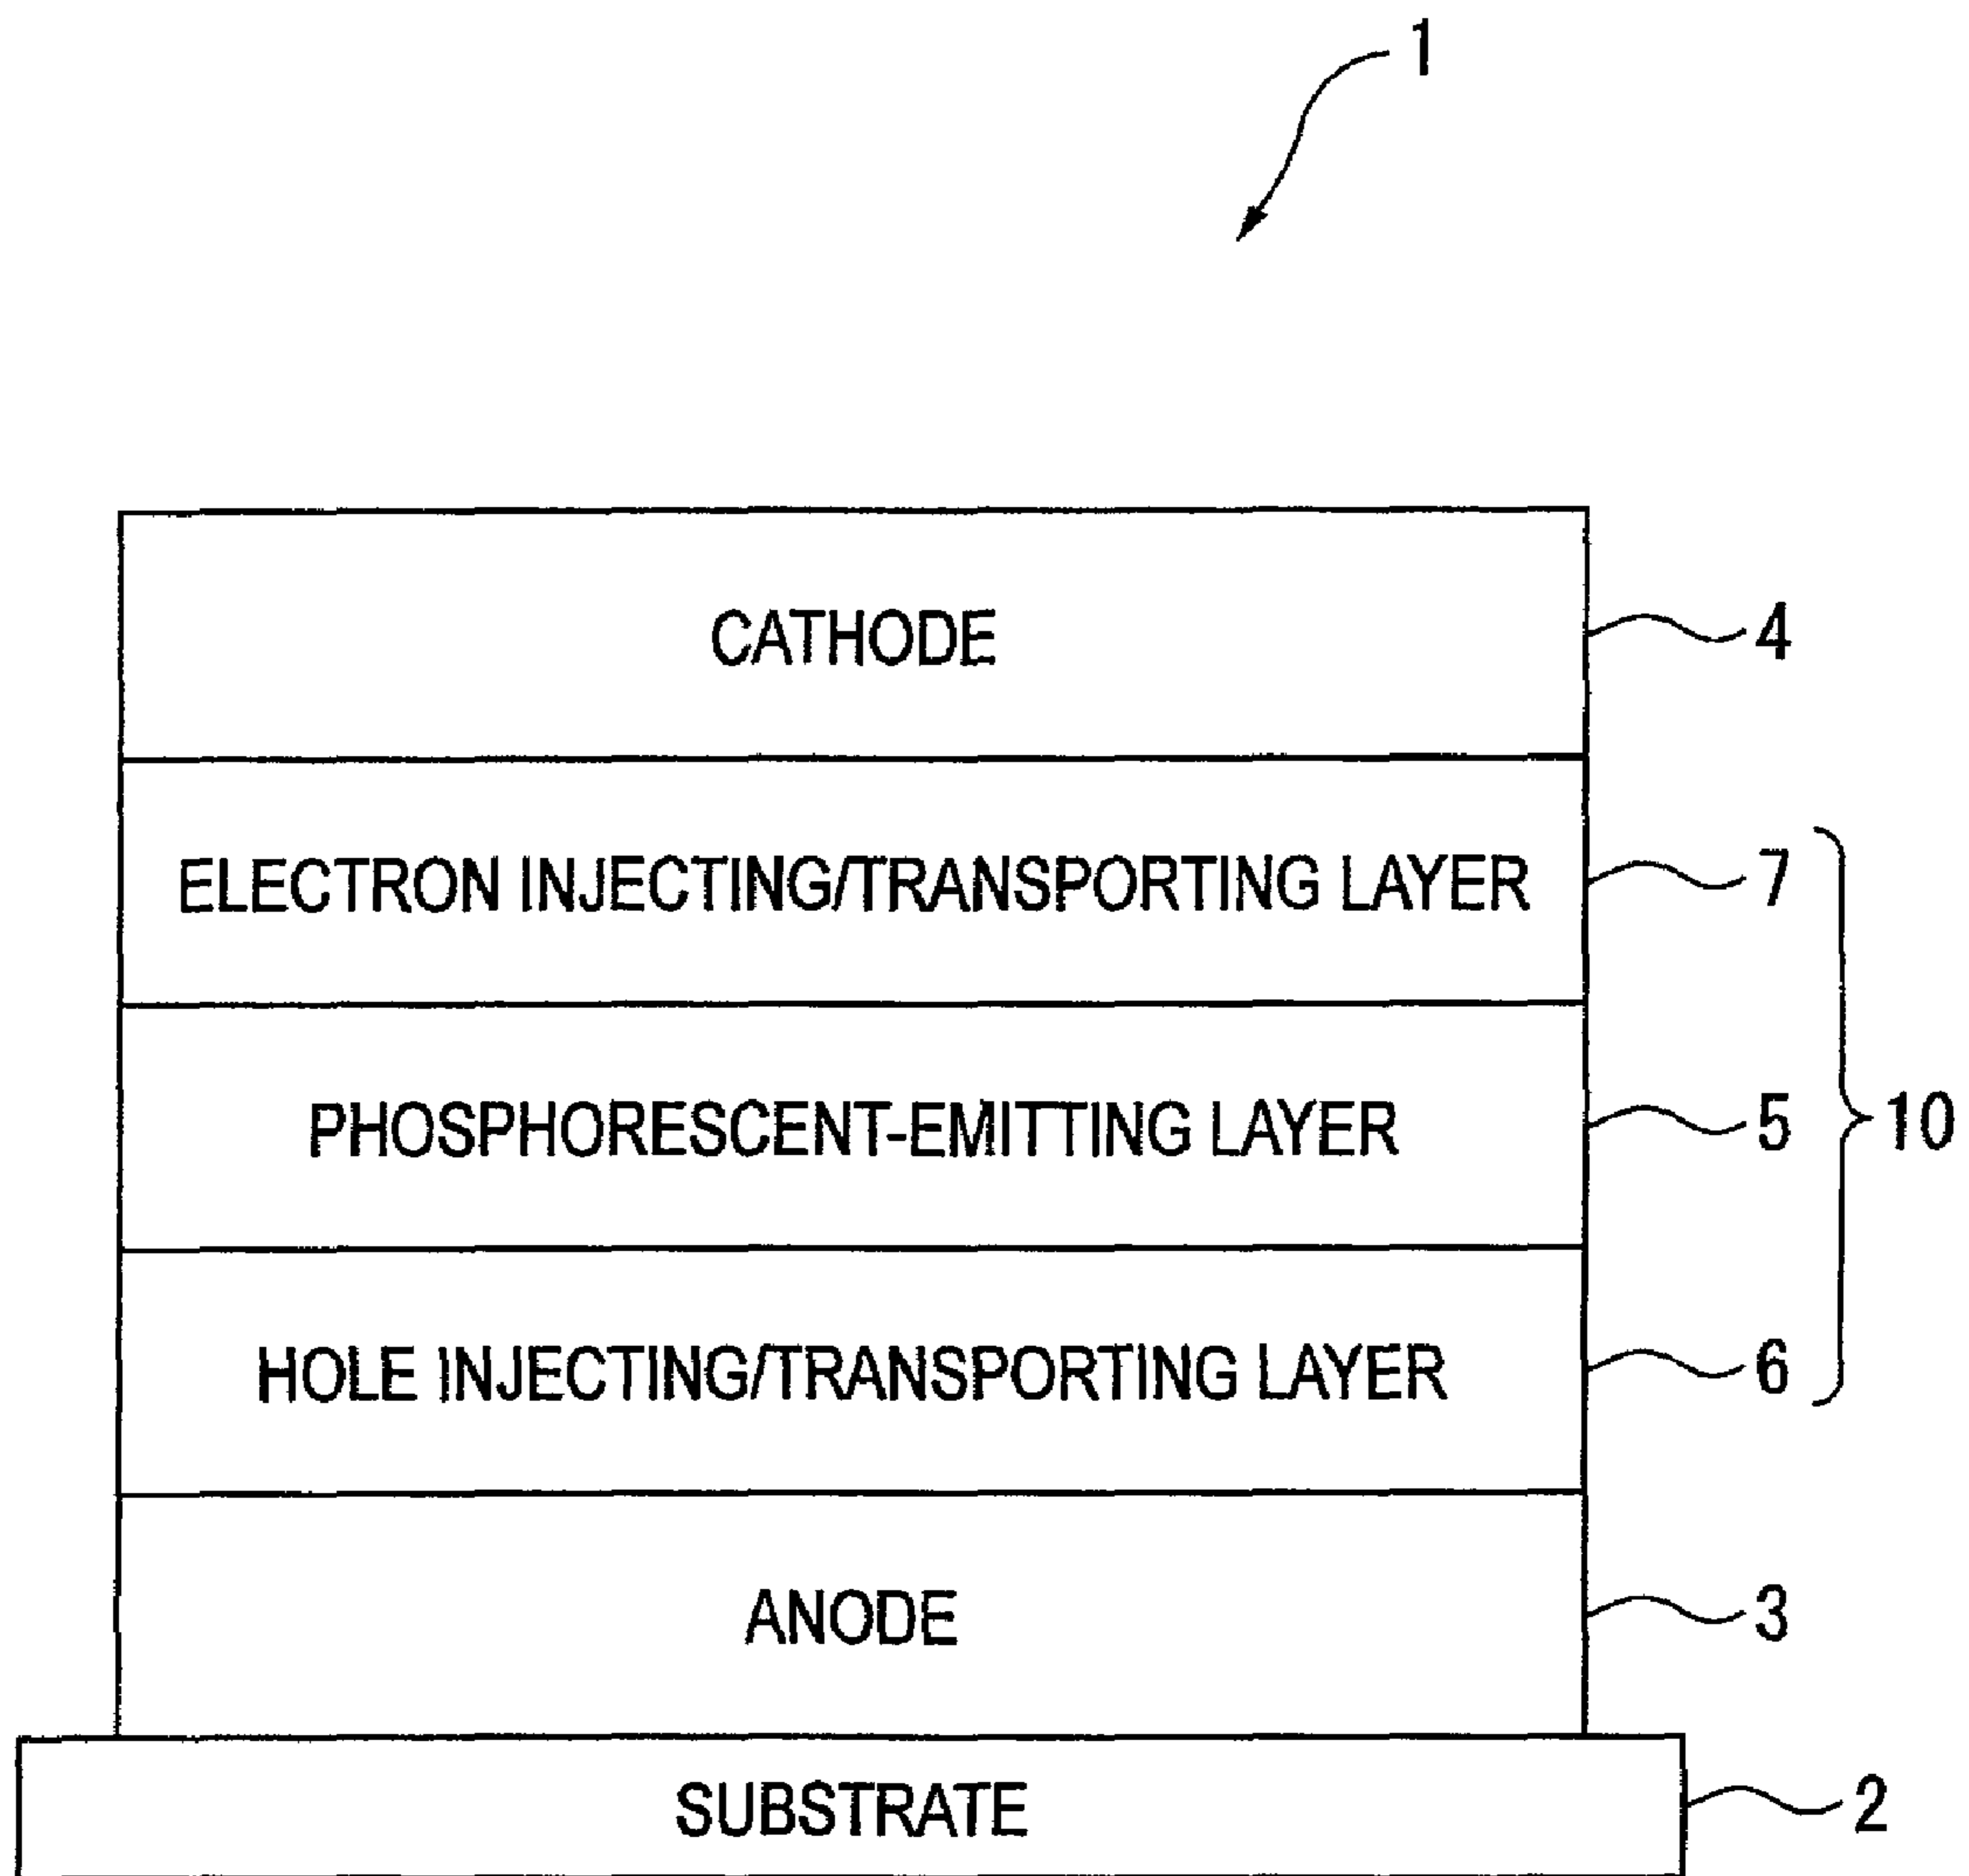 1
CATHODE 4
ELECTRON INJECTING/TRANSPORTING LAYER 7
PHOSPHORESCENT-EMITTING LAYER 5 10
HOLE INJECTING/TRANSPORTING LAYER 6
ANODE 3
SUBSTRATE 2